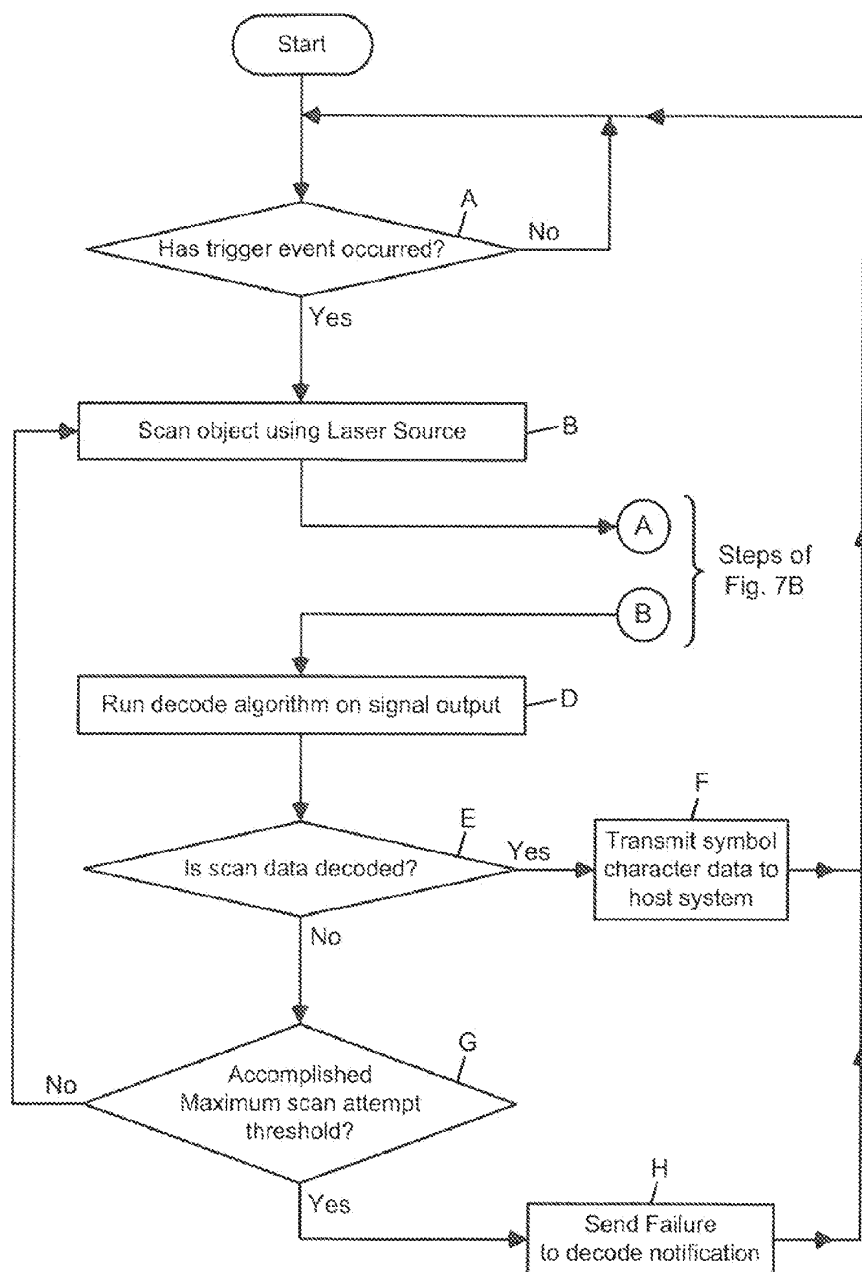 Start
A
Has trigger event occurred?
No
Yes
Scan object using Laser Source
B
A
Steps of
Fig. 7B
B
Run decode algorithm on signal output
D
E
Is scan data decoded?
Yes
F
Transmit symbol
character data to
host system
No
G
Accomplished
Maximum scan attempt
threshold?
No
Yes
H
Send Failure
to decode notification